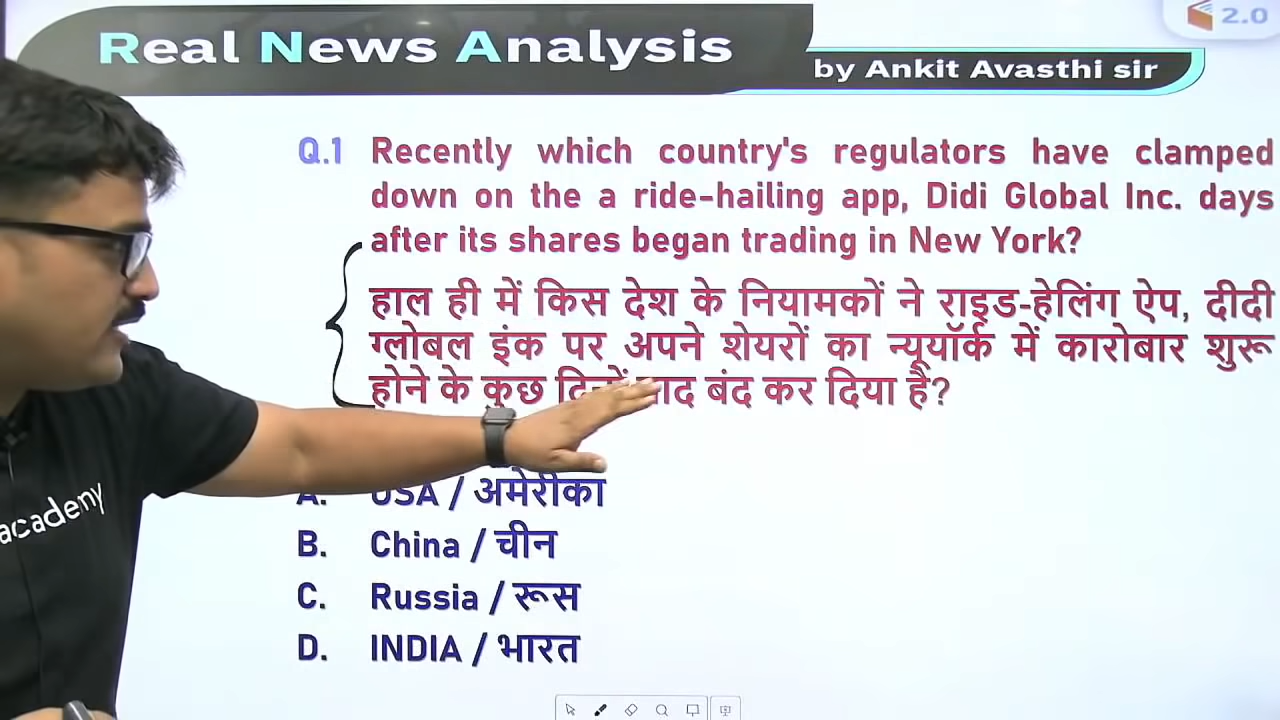 Real News Analysis
by Ankit Avasthi sir
2.0
Q.1 Recently which country's regulators have clamped
down on the a ride-hailing app, Didi Global Inc. days
after its shares began trading in New York?
हाल ही में किस देश के नियामकों ने राइड-हेलिंग ऐप, दीदी
ग्लोबल इंक पर अपने शेयरों का न्यूयॉर्क में कारोबार शुरू
होने के कुछ बंद कर दिया है?
A. USA / अमेरीका
B. China / चीन
C. Russia / रूस
D. INDIA / भारत
academy